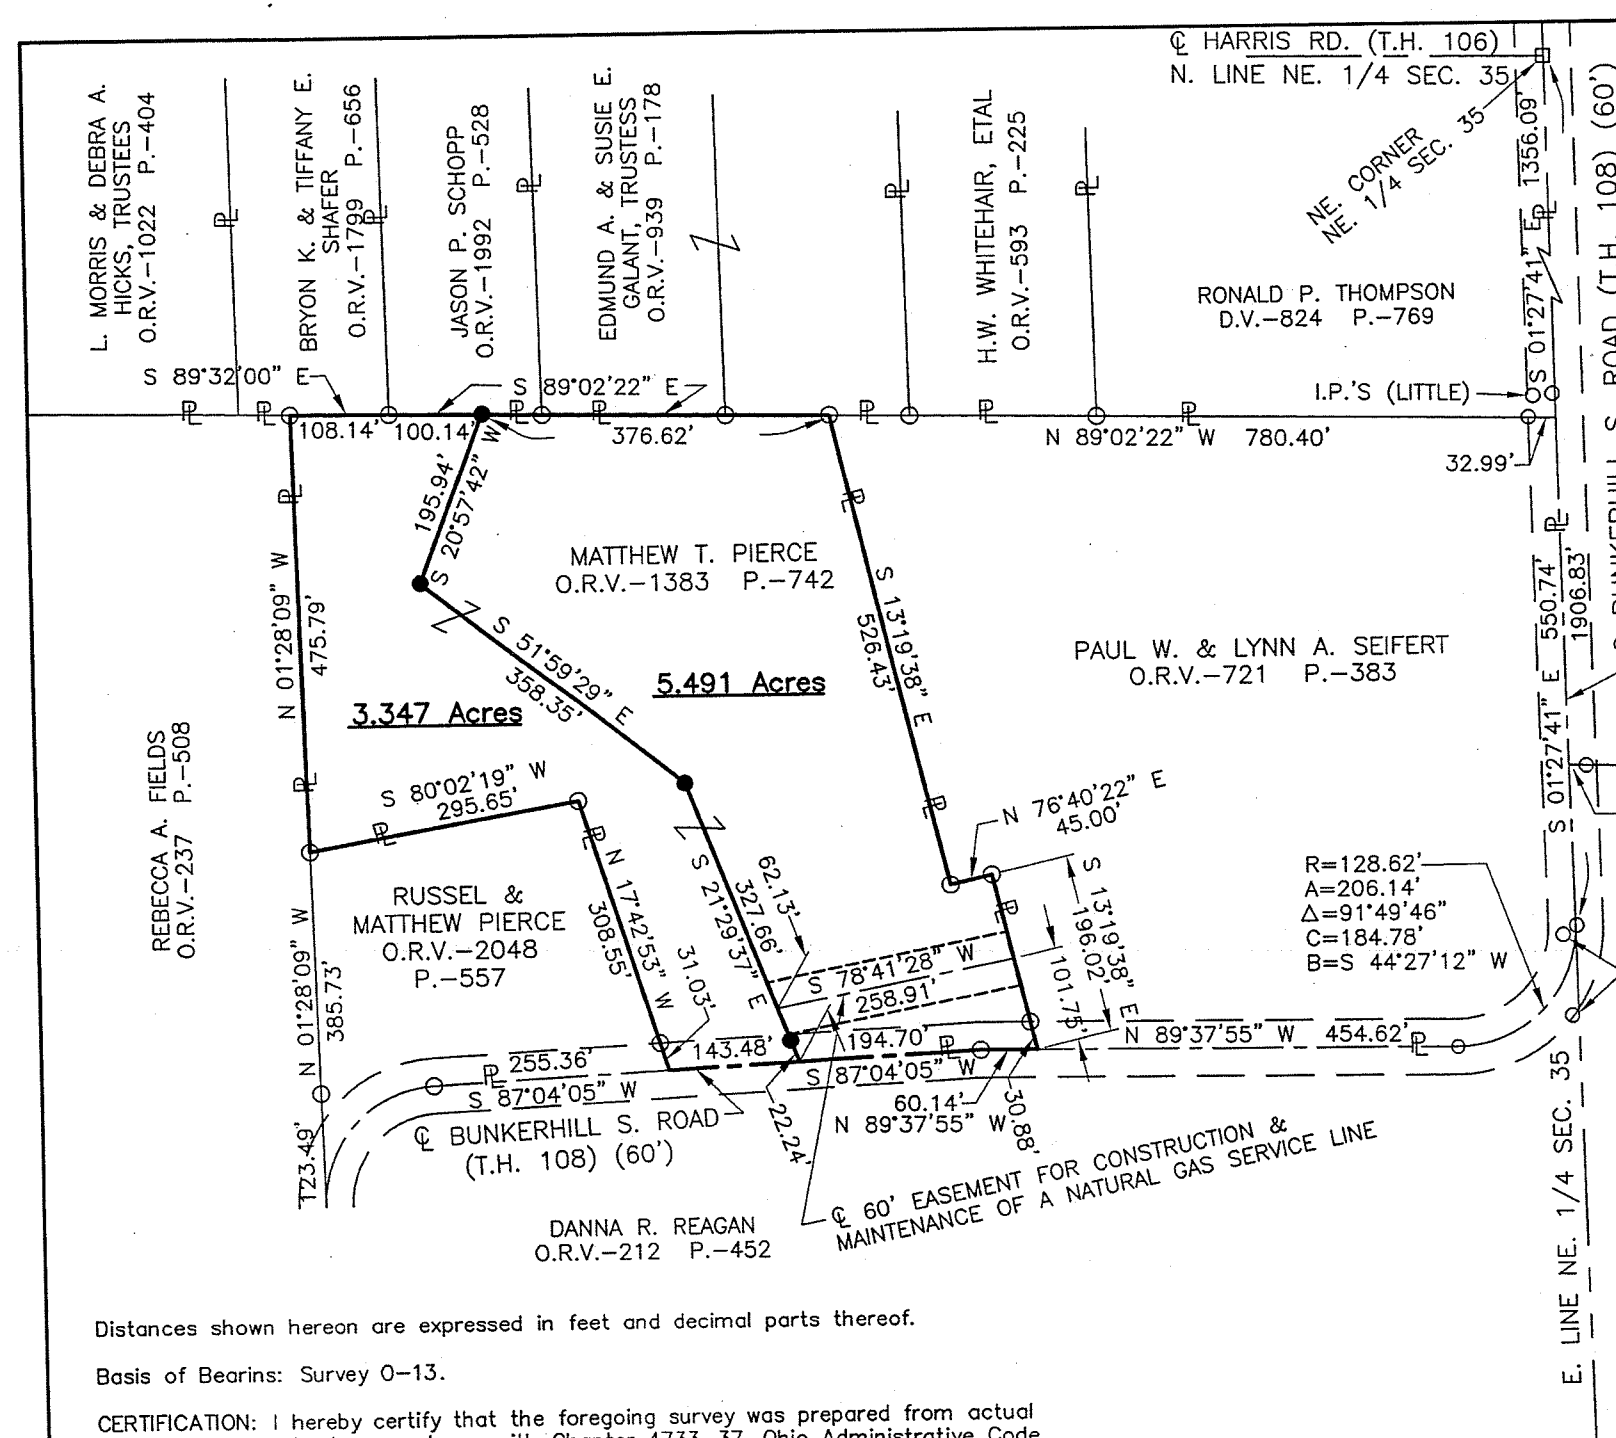 ℄ HARRIS RD. (T.H. 106)
N. LINE NE. 1/4 SEC. 35
NE. CORNER
NE. 1/4 SEC. 35
L. MORRIS & DEBRA A.
HICKS, TRUSTEES
O.R.V.-1022 P.-404
BRYON K. & TIFFANY E.
SHAFER
O.R.V.-1799 P.-656
JASON P. SCHOPP
O.R.V.-1992 P.-528
EDMUND A. & SUSIE E.
GALANT, TRUSTESS
O.R.V.-939 P.-178
H.W. WHITEHAIR, ETAL
O.R.V.-593 P.-225
RONALD P. THOMPSON
D.V.-824 P.-769
S 01°27'41" E 1356.09'
S ROAD (T.H. 108) (60')
I.P.'S (LITTLE)
S 89°32'00" E
S 89°02'22" E
108.14'
100.14'
376.62'
N 89°02'22" W 780.40'
32.99'
195.94'
S 20°57'42" W
MATTHEW T. PIERCE
O.R.V.-1383 P.-742
N 01°28'09" W
475.79'
S 51°59'29" E
358.35'
S 13°19'38" E
526.43'
5.491 Acres
3.347 Acres
PAUL W. & LYNN A. SEIFERT
O.R.V.-721 P.-383
S 01°27'41" E 550.74'
1906.83'
REBECCA A. FIELDS
O.R.V.-237 P.-508
S 80°02'19" W
295.65'
N 76°40'22" E
45.00'
RUSSEL &
MATTHEW PIERCE
O.R.V.-2048
P.-557
N 17°42'53" W
308.55'
S 21°29'37" E
327.66'
62.13'
31.03'
S 13°19'38" E
196.02'
101.75'
R=128.62'
A=206.14'
Δ=91°49'46"
C=184.78'
B=S 44°27'12" W
S 78°41'28" W
258.91'
N 01°28'09" W
385.73'
255.36'
143.48'
194.70'
N 89°37'55" W 454.62'
S 87°04'05" W
S 87°04'05" W
60.14'
N 89°37'55" W
22.24'
30.88'
℄ BUNKERHILL S. ROAD
(T.H. 108) (60')
123.49'
℄ 60' EASEMENT FOR CONSTRUCTION &
MAINTENANCE OF A NATURAL GAS SERVICE LINE
DANNA R. REAGAN
O.R.V.-212 P.-452
E. LINE NE. 1/4 SEC. 35
Distances shown hereon are expressed in feet and decimal parts thereof.
Basis of Bearins: Survey O-13.
CERTIFICATION: I hereby certify that the foregoing survey was prepared from actual
Chapter 4733-37, Ohio Administrative Code